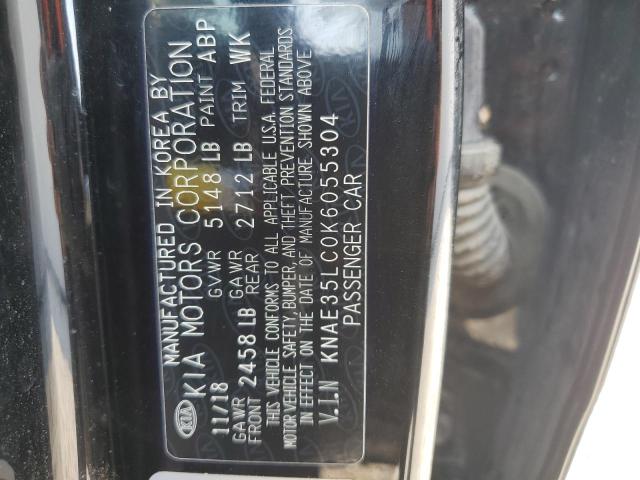 KIA
MANUFACTURED IN KOREA BY
KIA MOTORS CORPORATION
11/18 GVWR 5148 LB PAINT ABP
GAWR FRONT 2458 LB GAWR REAR 2712 LB TRIM WK
THIS VEHICLE CONFORMS TO ALL APPLICABLE U.S.A. FEDERAL
MOTOR VEHICLE SAFETY, BUMPER, AND THEFT PREVENTION STANDARDS
IN EFFECT ON THE DATE OF MANUFACTURE SHOWN ABOVE
V.I.N KNAE35LC0K6055304
PASSENGER CAR